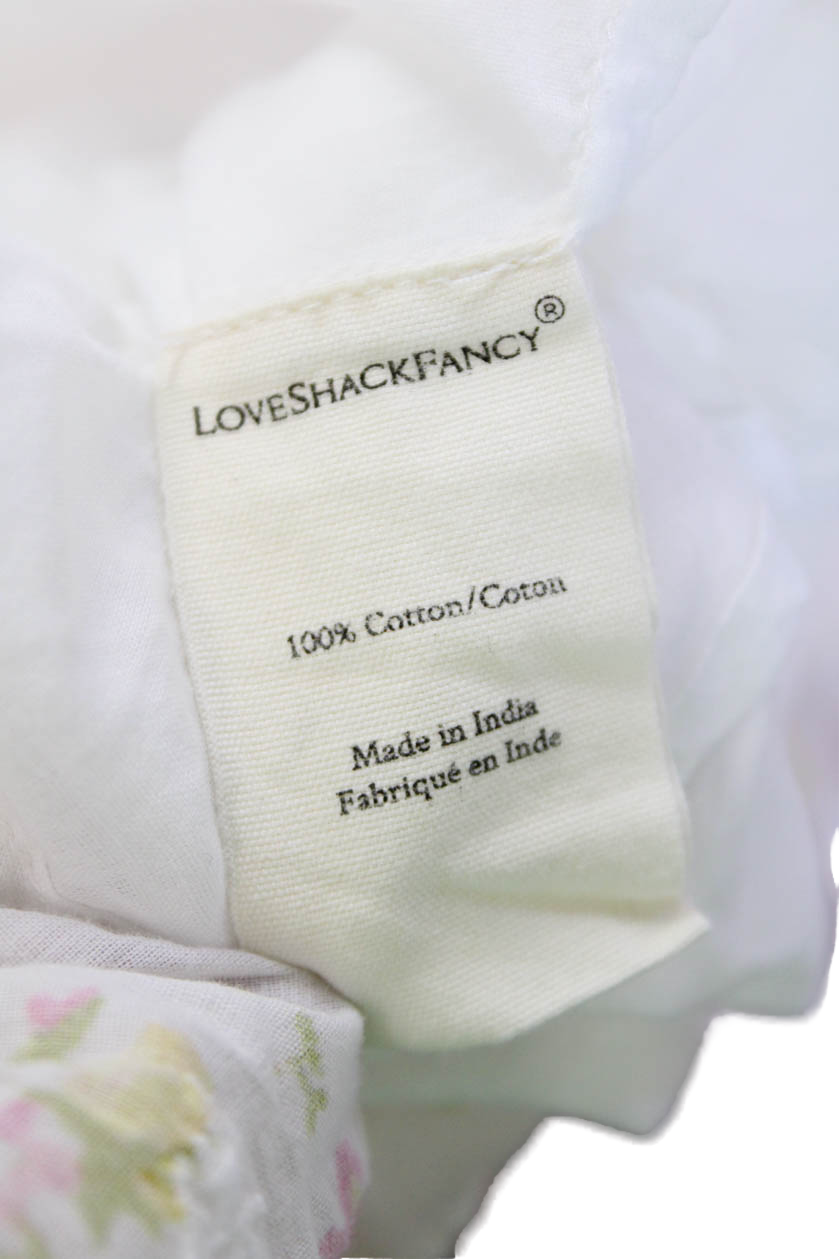 LOVESHACKFANCY®
100% Cotton/Coton
Made in India
Fabriqué en Inde